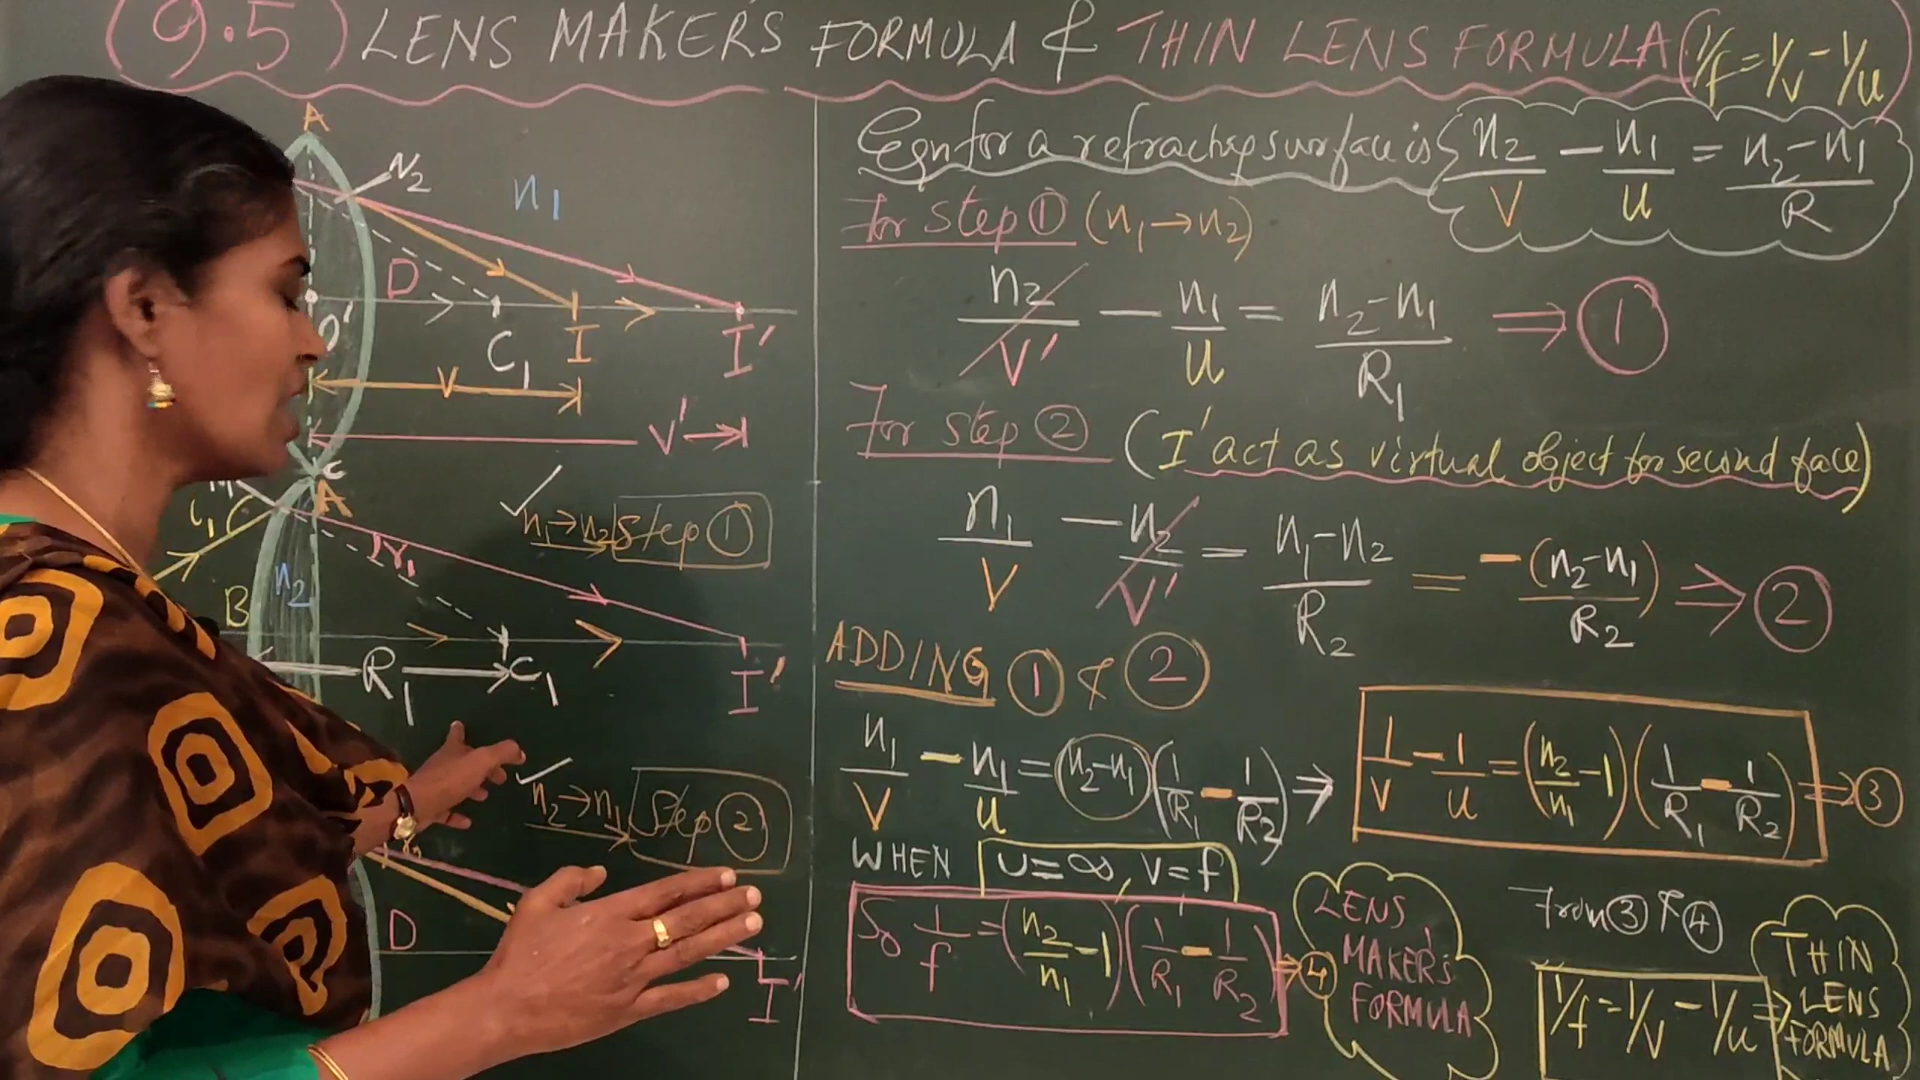 (9.5) LENS MAKER'S FORMULA & THIN LENS FORMULA (1/f = 1/v - 1/u)
A
N2
n1
D
O' C1 I I'
v
v'
C
A
i1
r1
n1→n2 Step ①
B n2
R1 C1 I'
n2→n1 Step ②
D
I'
Eqn for a refracting surface is n2/v - n1/u = n2-n1/R
For Step ① (n1→n2)
n2/v' - n1/u = n2-n1/R1 ⇒ ①
For Step ② (I' act as virtual object for second face)
n1/v - n2/v' = n1-n2/R2 = -(n2-n1)/R2 ⇒ ②
ADDING ① & ②
n1/v - n1/u = (n2-n1)(1/R1 - 1/R2) ⇒ 1/v - 1/u = (n2/n1 - 1)(1/R1 - 1/R2) ⇒ ③
WHEN u=∞, v=f
So 1/f = (n2/n1 - 1)(1/R1 - 1/R2) ⇒ ④
LENS
MAKER'S
FORMULA
From ③ & ④
1/f = 1/v - 1/u ⇒
THIN
LENS
FORMULA